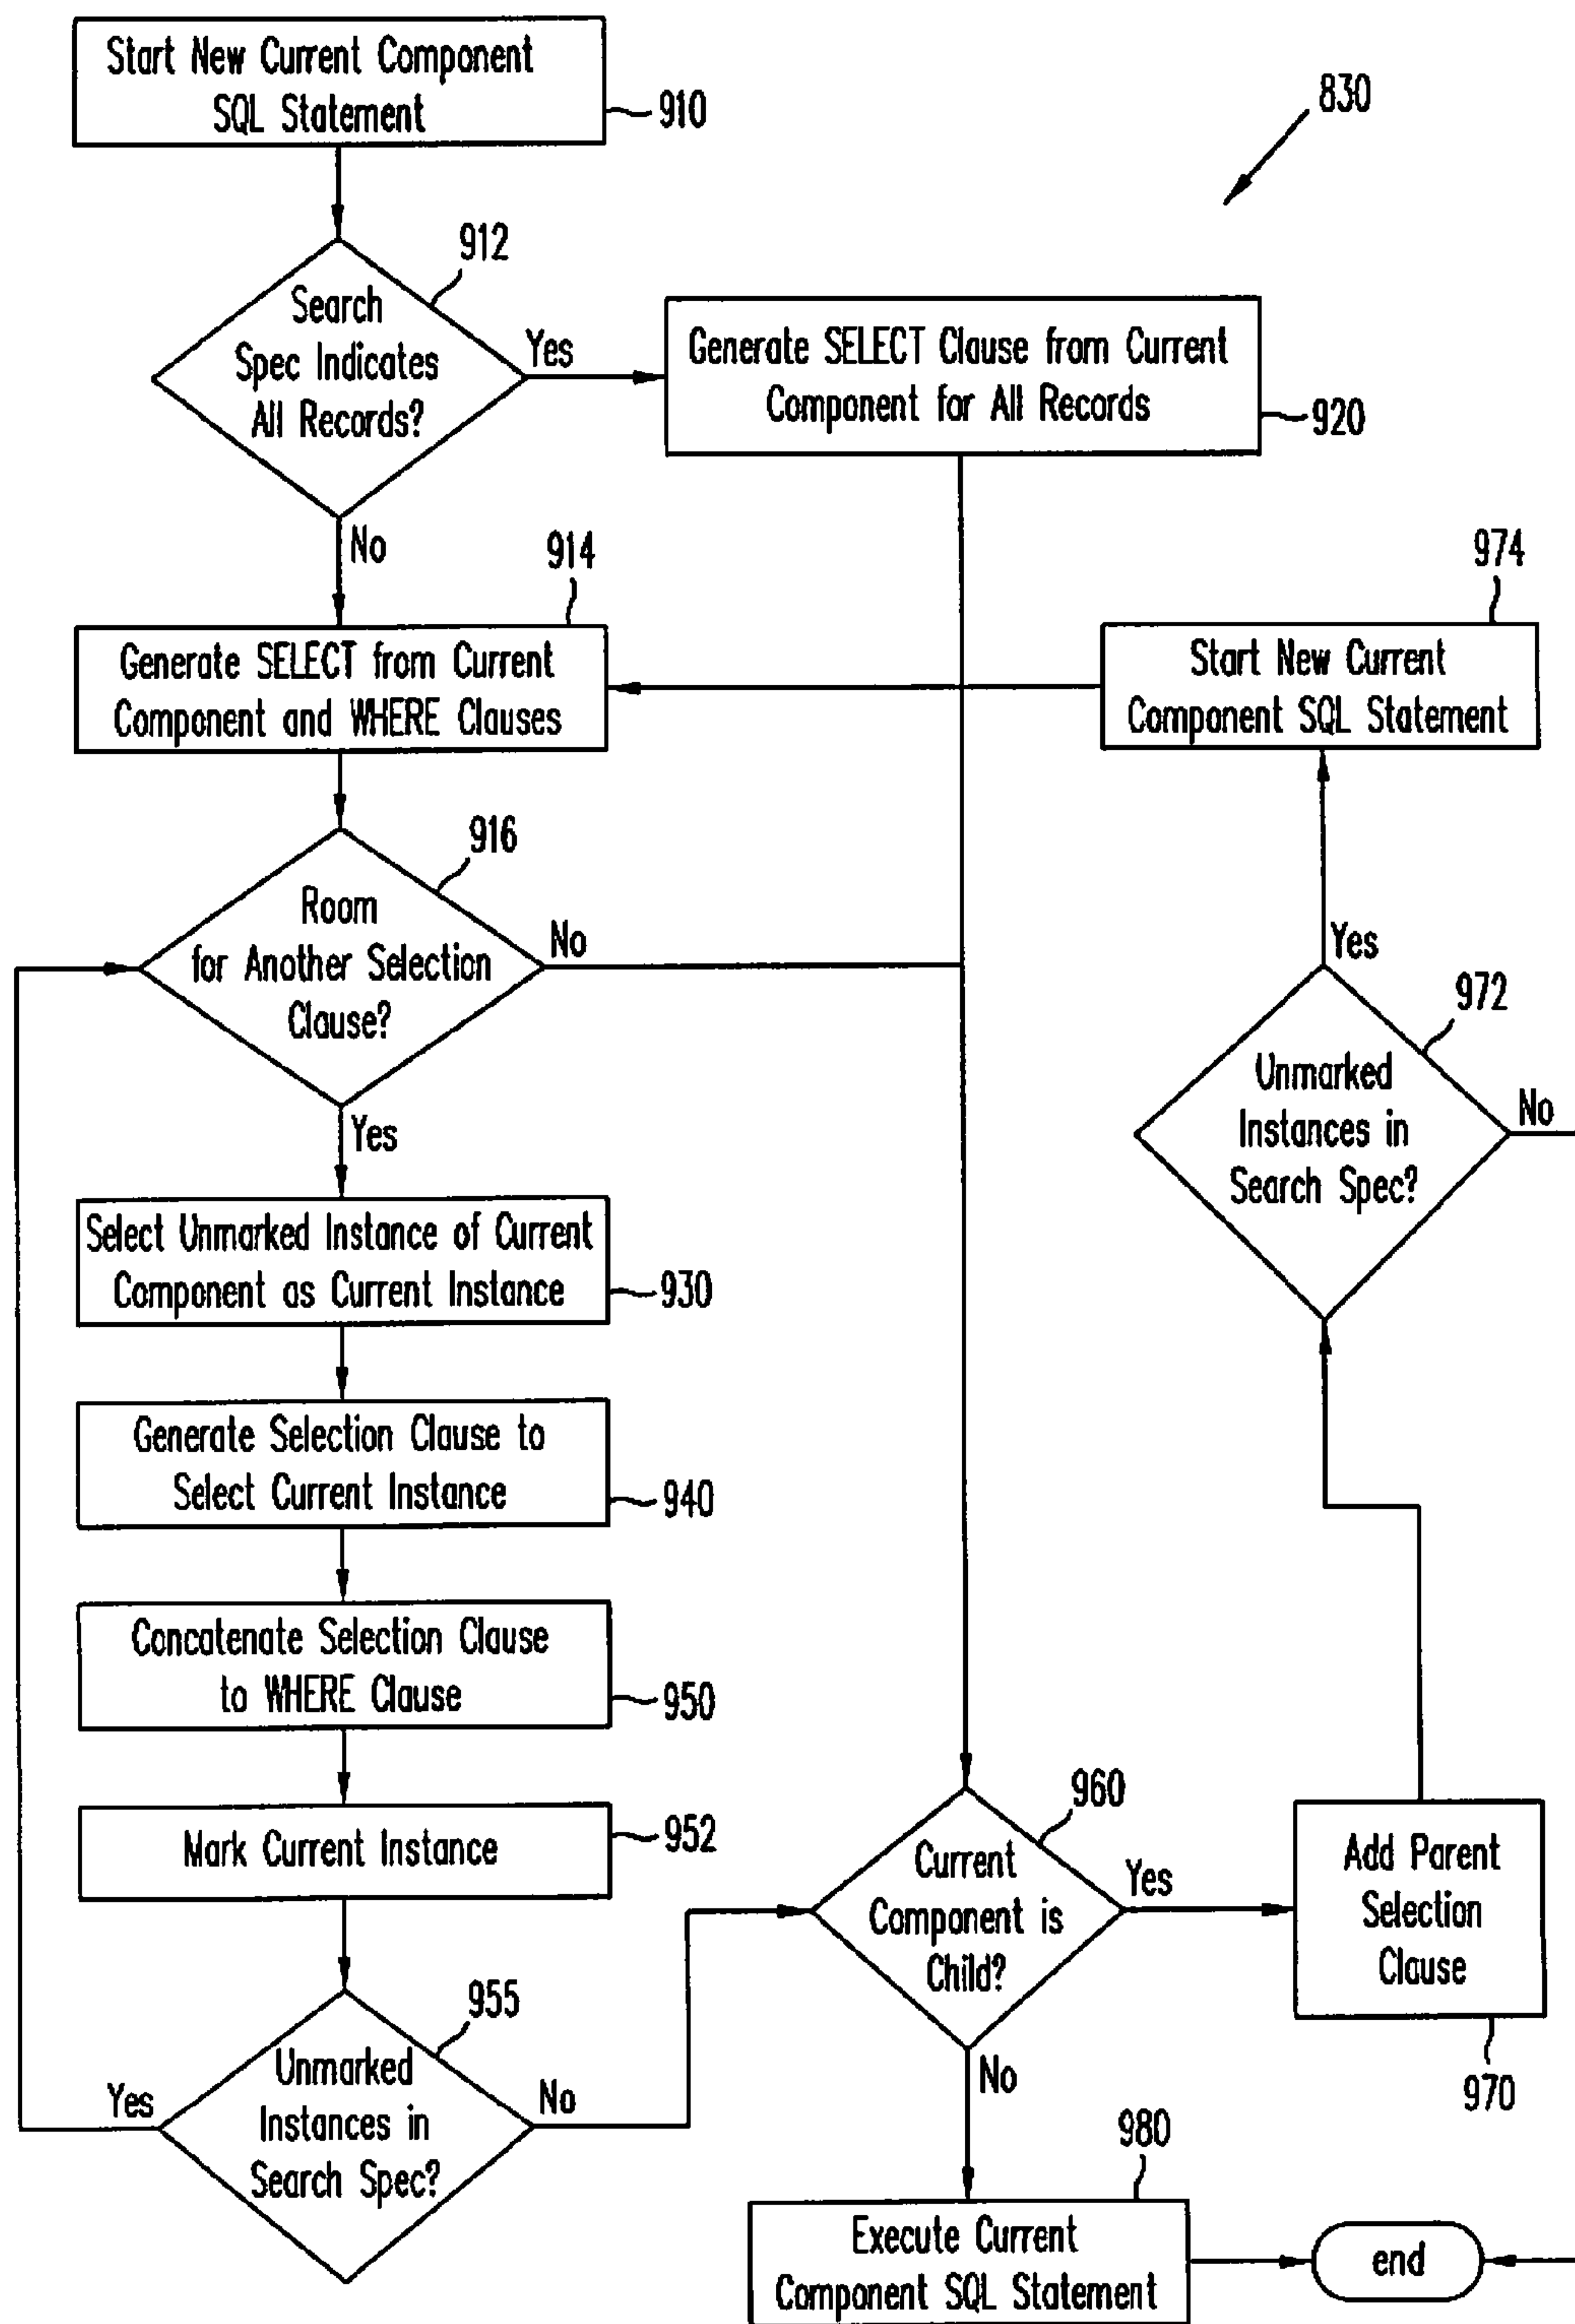 Start New Current Component
SQL Statement
910
830
912
Search
Spec Indicates
All Records?
Yes
Generate SELECT Clause from Current
Component for All Records
920
No
914
Generate SELECT from Current
Component and WHERE Clauses
974
Start New Current
Component SQL Statement
916
Room
for Another Selection
Clause?
No
Yes
Yes
972
Unmarked
Instances in
Search Spec?
No
Select Unmarked Instance of Current
Component as Current Instance
930
Generate Selection Clause to
Select Current Instance
940
Concatenate Selection Clause
to WHERE Clause
950
Mark Current Instance
952
955
Unmarked
Instances in
Search Spec?
Yes
No
960
Current
Component is
Child?
Yes
Add Parent
Selection
Clause
970
No
980
Execute Current
Component SQL Statement
end